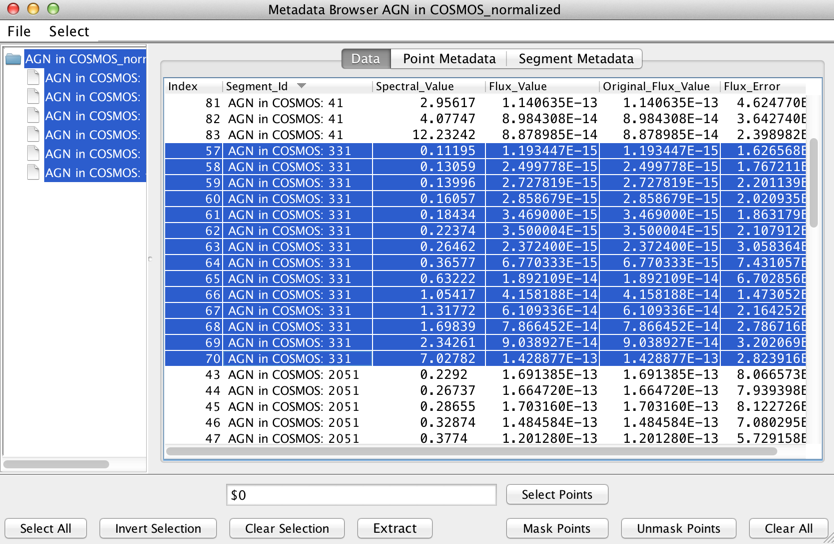 Metadata Browser AGN in COSMOS_normalized
File Select
AGN in COSMOS_norm
AGN in COSMOS:
AGN in COSMOS:
AGN in COSMOS:
AGN in COSMOS:
AGN in COSMOS:
AGN in COSMOS:
Data Point Metadata Segment Metadata
Index Segment_Id Spectral_Value Flux_Value Original_Flux_Value Flux_Error
81 AGN in COSMOS: 41 2.95617 1.140635E-13 1.140635E-13 4.624770E
82 AGN in COSMOS: 41 4.07747 8.984308E-14 8.984308E-14 3.642740E
83 AGN in COSMOS: 41 12.23242 8.878985E-14 8.878985E-14 2.398982E
57 AGN in COSMOS: 331 0.11195 1.193447E-15 1.193447E-15 1.626568E
58 AGN in COSMOS: 331 0.13059 2.499778E-15 2.499778E-15 1.767211E
59 AGN in COSMOS: 331 0.13996 2.727819E-15 2.727819E-15 2.201139E
60 AGN in COSMOS: 331 0.16057 2.858679E-15 2.858679E-15 2.020935E
61 AGN in COSMOS: 331 0.18434 3.469000E-15 3.469000E-15 1.863179E
62 AGN in COSMOS: 331 0.22374 3.500004E-15 3.500004E-15 2.107912E
63 AGN in COSMOS: 331 0.26462 2.372400E-15 2.372400E-15 3.058364E
64 AGN in COSMOS: 331 0.36577 6.770333E-15 6.770333E-15 7.431057E
65 AGN in COSMOS: 331 0.63222 1.892109E-14 1.892109E-14 6.702856E
66 AGN in COSMOS: 331 1.05417 4.158188E-14 4.158188E-14 1.473052E
67 AGN in COSMOS: 331 1.31772 6.109336E-14 6.109336E-14 2.164252E
68 AGN in COSMOS: 331 1.69839 7.866452E-14 7.866452E-14 2.786716E
69 AGN in COSMOS: 331 2.34261 9.038927E-14 9.038927E-14 3.202069E
70 AGN in COSMOS: 331 7.02782 1.428877E-13 1.428877E-13 2.823916E
43 AGN in COSMOS: 2051 0.2292 1.691385E-13 1.691385E-13 8.066573E
44 AGN in COSMOS: 2051 0.26737 1.664720E-13 1.664720E-13 7.939398E
45 AGN in COSMOS: 2051 0.28655 1.703160E-13 1.703160E-13 8.122726E
46 AGN in COSMOS: 2051 0.32874 1.484584E-13 1.484584E-13 7.080295E
47 AGN in COSMOS: 2051 0.3774 1.201280E-13 1.201280E-13 5.729158E
$0 Select Points
Select All Invert Selection Clear Selection Extract Mask Points Unmask Points Clear All